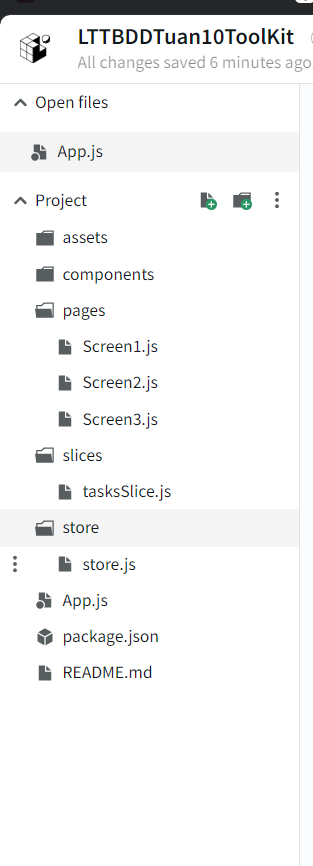 LTTBDDTuan10ToolKit
All changes saved 6 minutes ago.
Open files
App.js
Project
assets
components
pages
Screen1.js
Screen2.js
Screen3.js
slices
tasksSlice.js
store
store.js
App.js
package.json
README.md